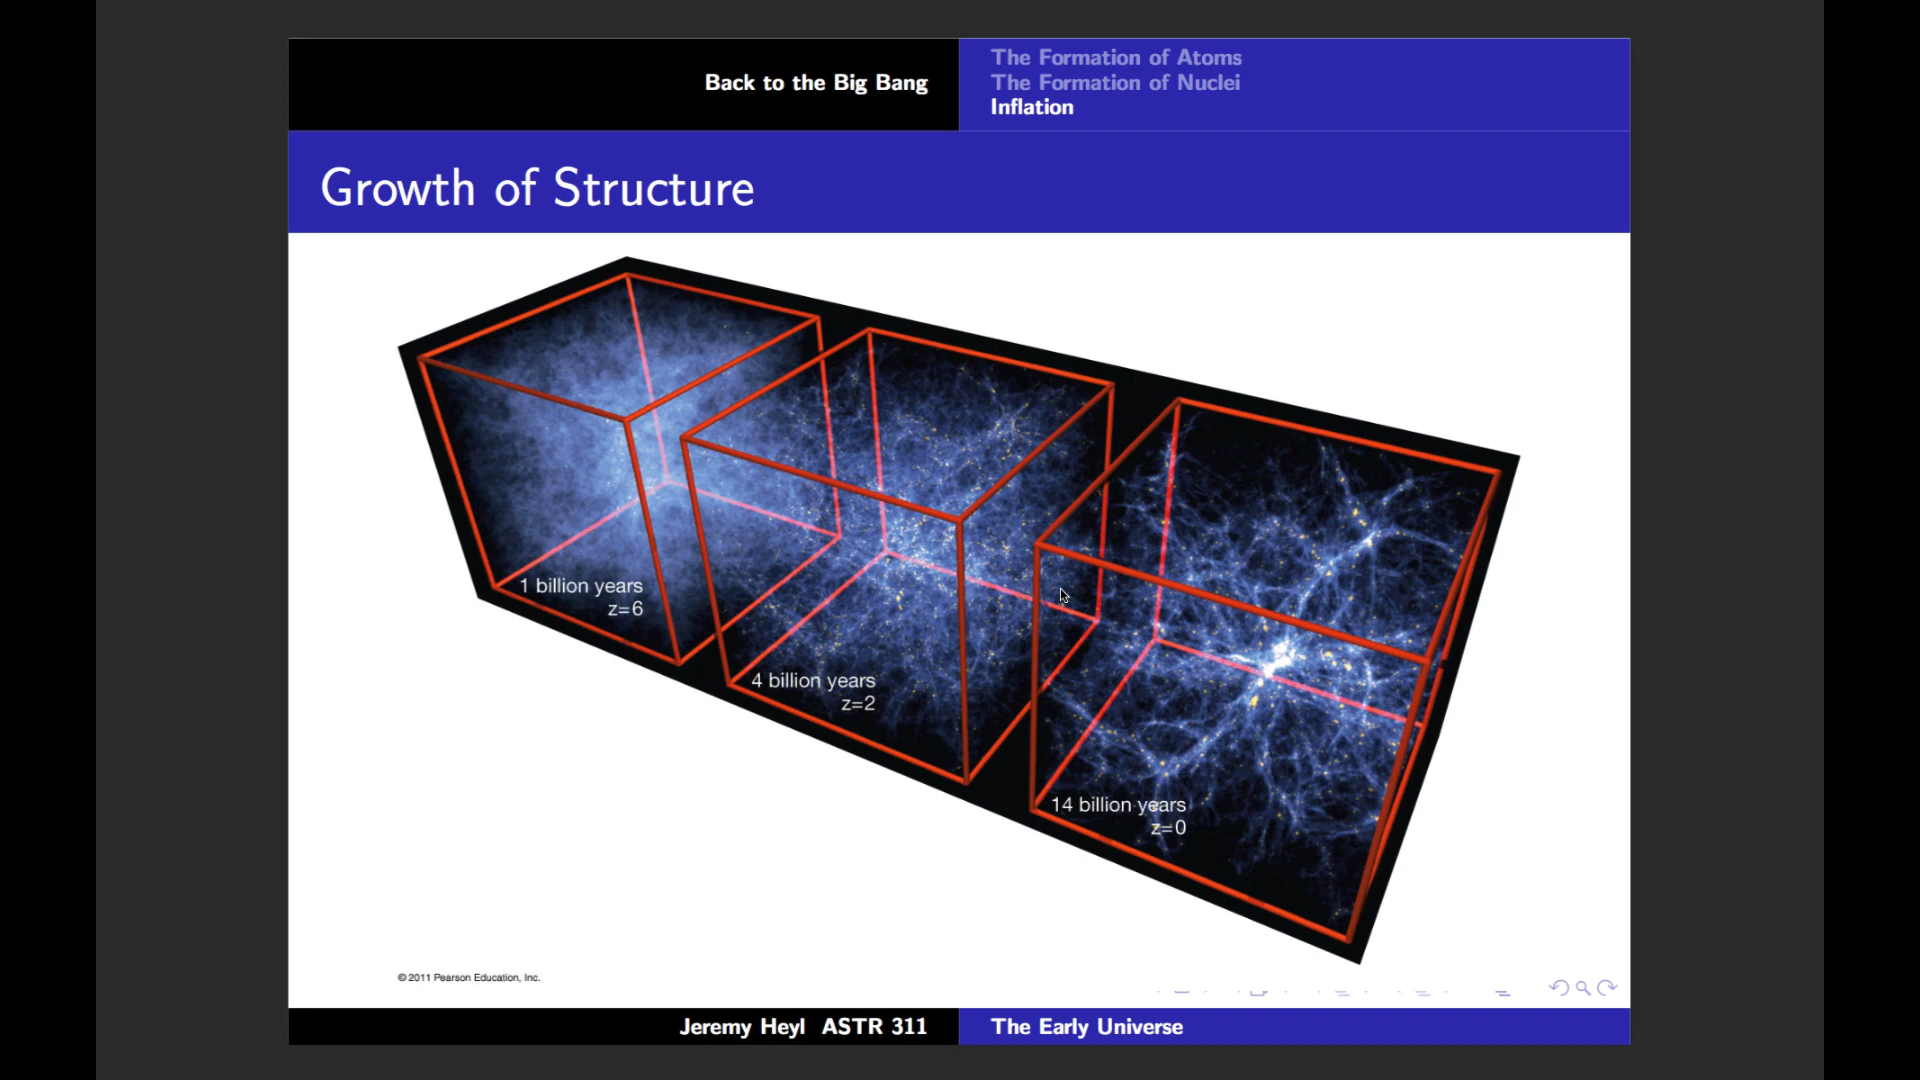 Back to the Big Bang
The Formation of Atoms
The Formation of Nuclei
Inflation
Growth of Structure
1 billion years
z=6
4 billion years
z=2
14 billion years
z=0
© 2011 Pearson Education, Inc.
Jeremy Heyl ASTR 311
The Early Universe